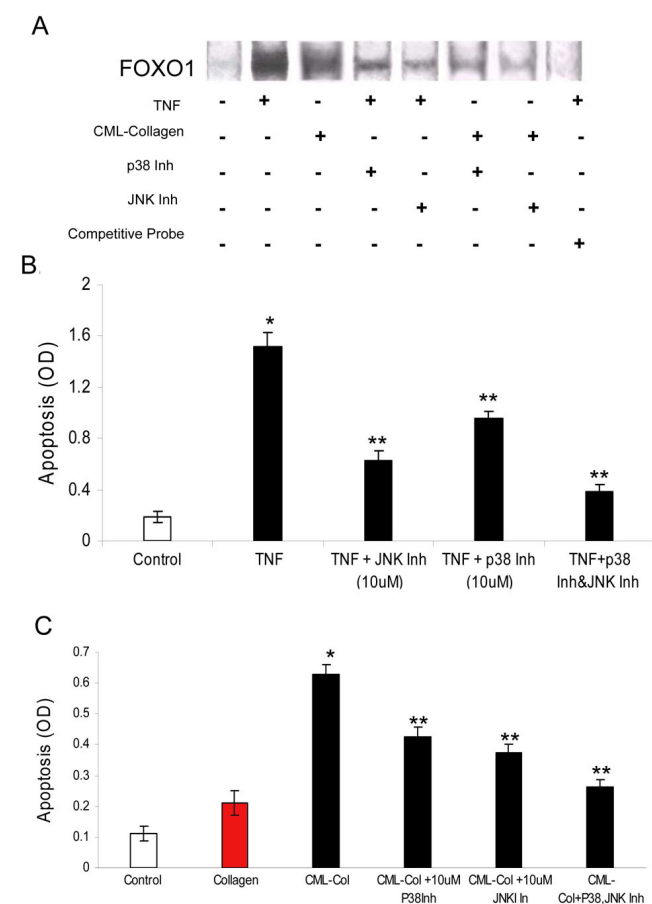 A
FOXO1
TNF - + - + + - - +
CML-Collagen - - + - - + + -
p38 Inh - - - + - + - -
JNK Inh - - - - + - + -
Competitive Probe - - - - - - - +
B.
Apoptosis (OD)
2
1.6
1.2
0.8
0.4
0
*
**
**
**
Control
TNF
TNF + JNK Inh
(10uM)
TNF + p38 Inh
(10uM)
TNF+p38
Inh&JNK Inh
C
Apoptosis (OD)
0.7
0.6
0.5
0.4
0.3
0.2
0.1
0
*
**
**
**
Control
Collagen
CML-Col
CML-Col +10uM
P38Inh
CML-Col +10uM
JNKI In
CML-
Col+P38,JNK Inh